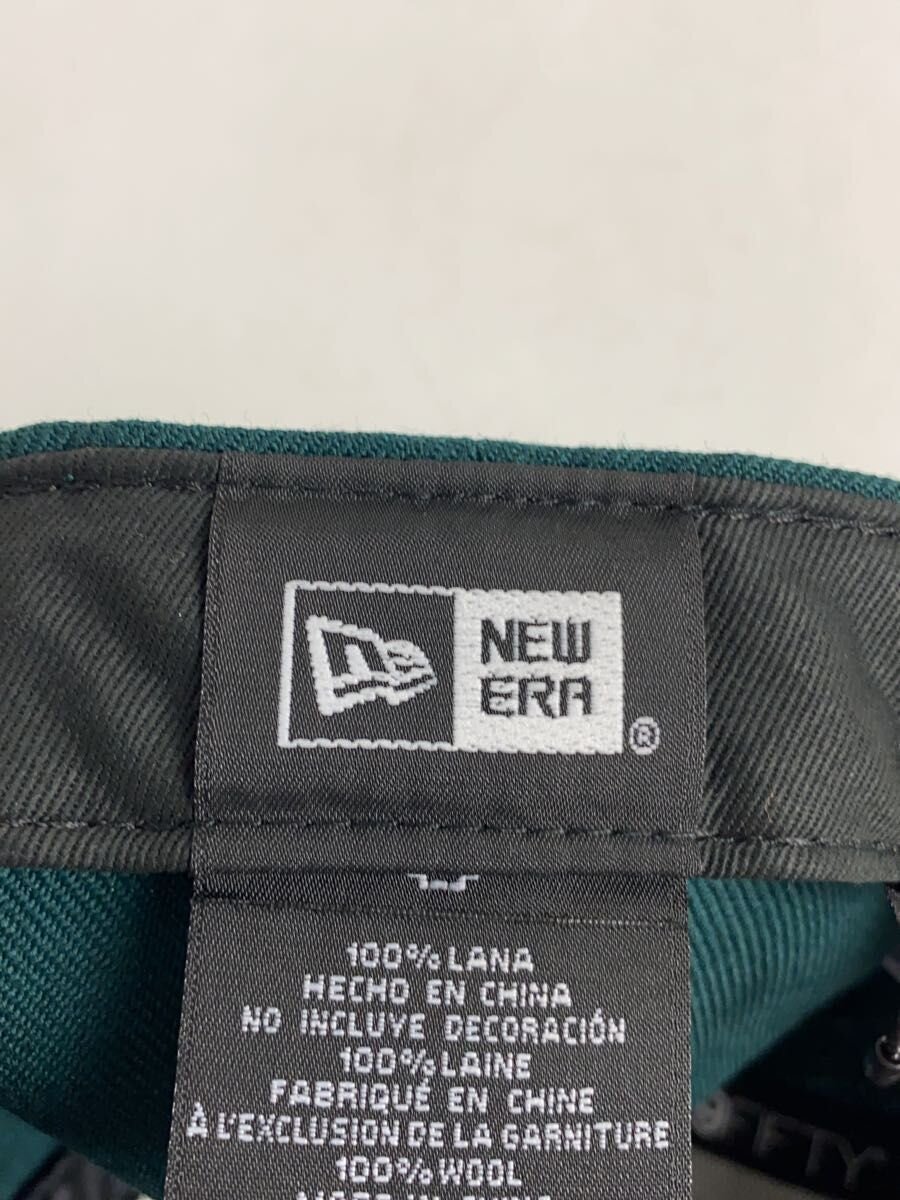 NEW
ERA
®
100% LANA
HECHO EN CHINA
NO INCLUYE DECORACIÓN
100% LAINE
FABRIQUÉ EN CHINE
À L'EXCLUSION DE LA GARNITURE
100% WOOL